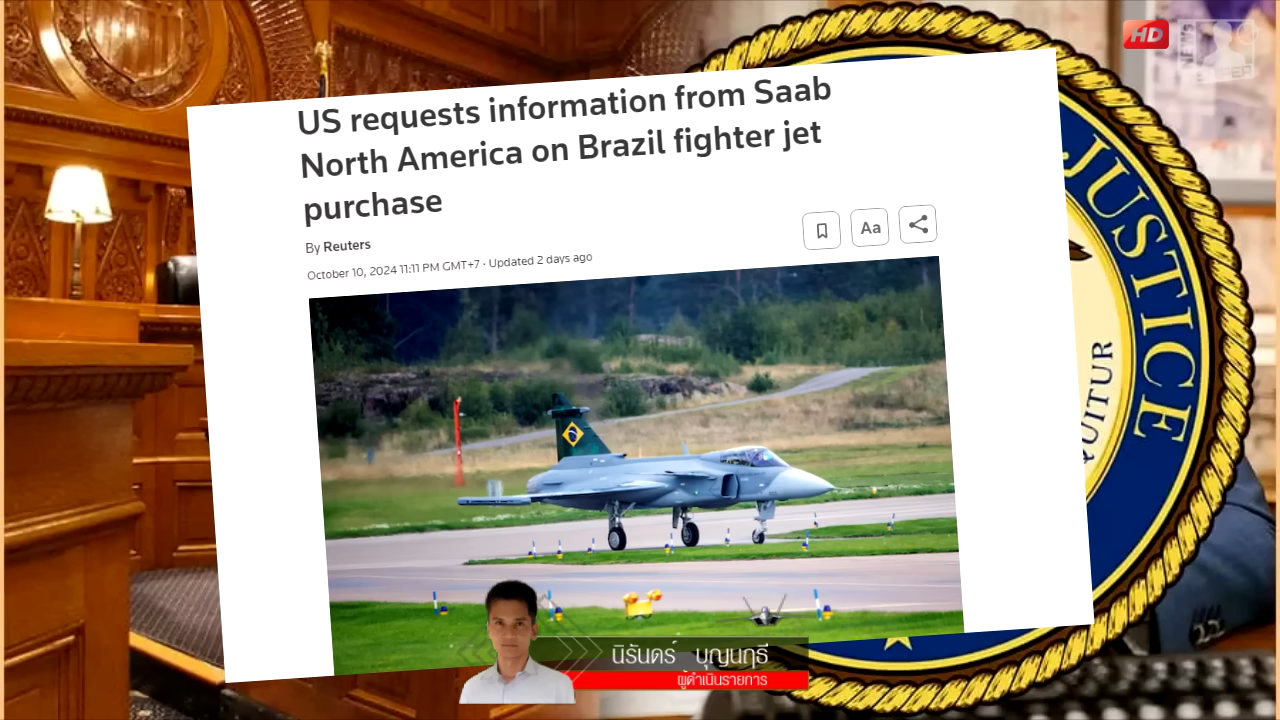 HD
NEWS
US requests information from Saab
North America on Brazil fighter jet
purchase
By Reuters
October 10, 2024 11:11 PM GMT+7 · Updated 2 days ago
Aa
JUSTICE
QUITUR
นิรันดร์ บุญนฤธี
ผู้ดำเนินรายการ